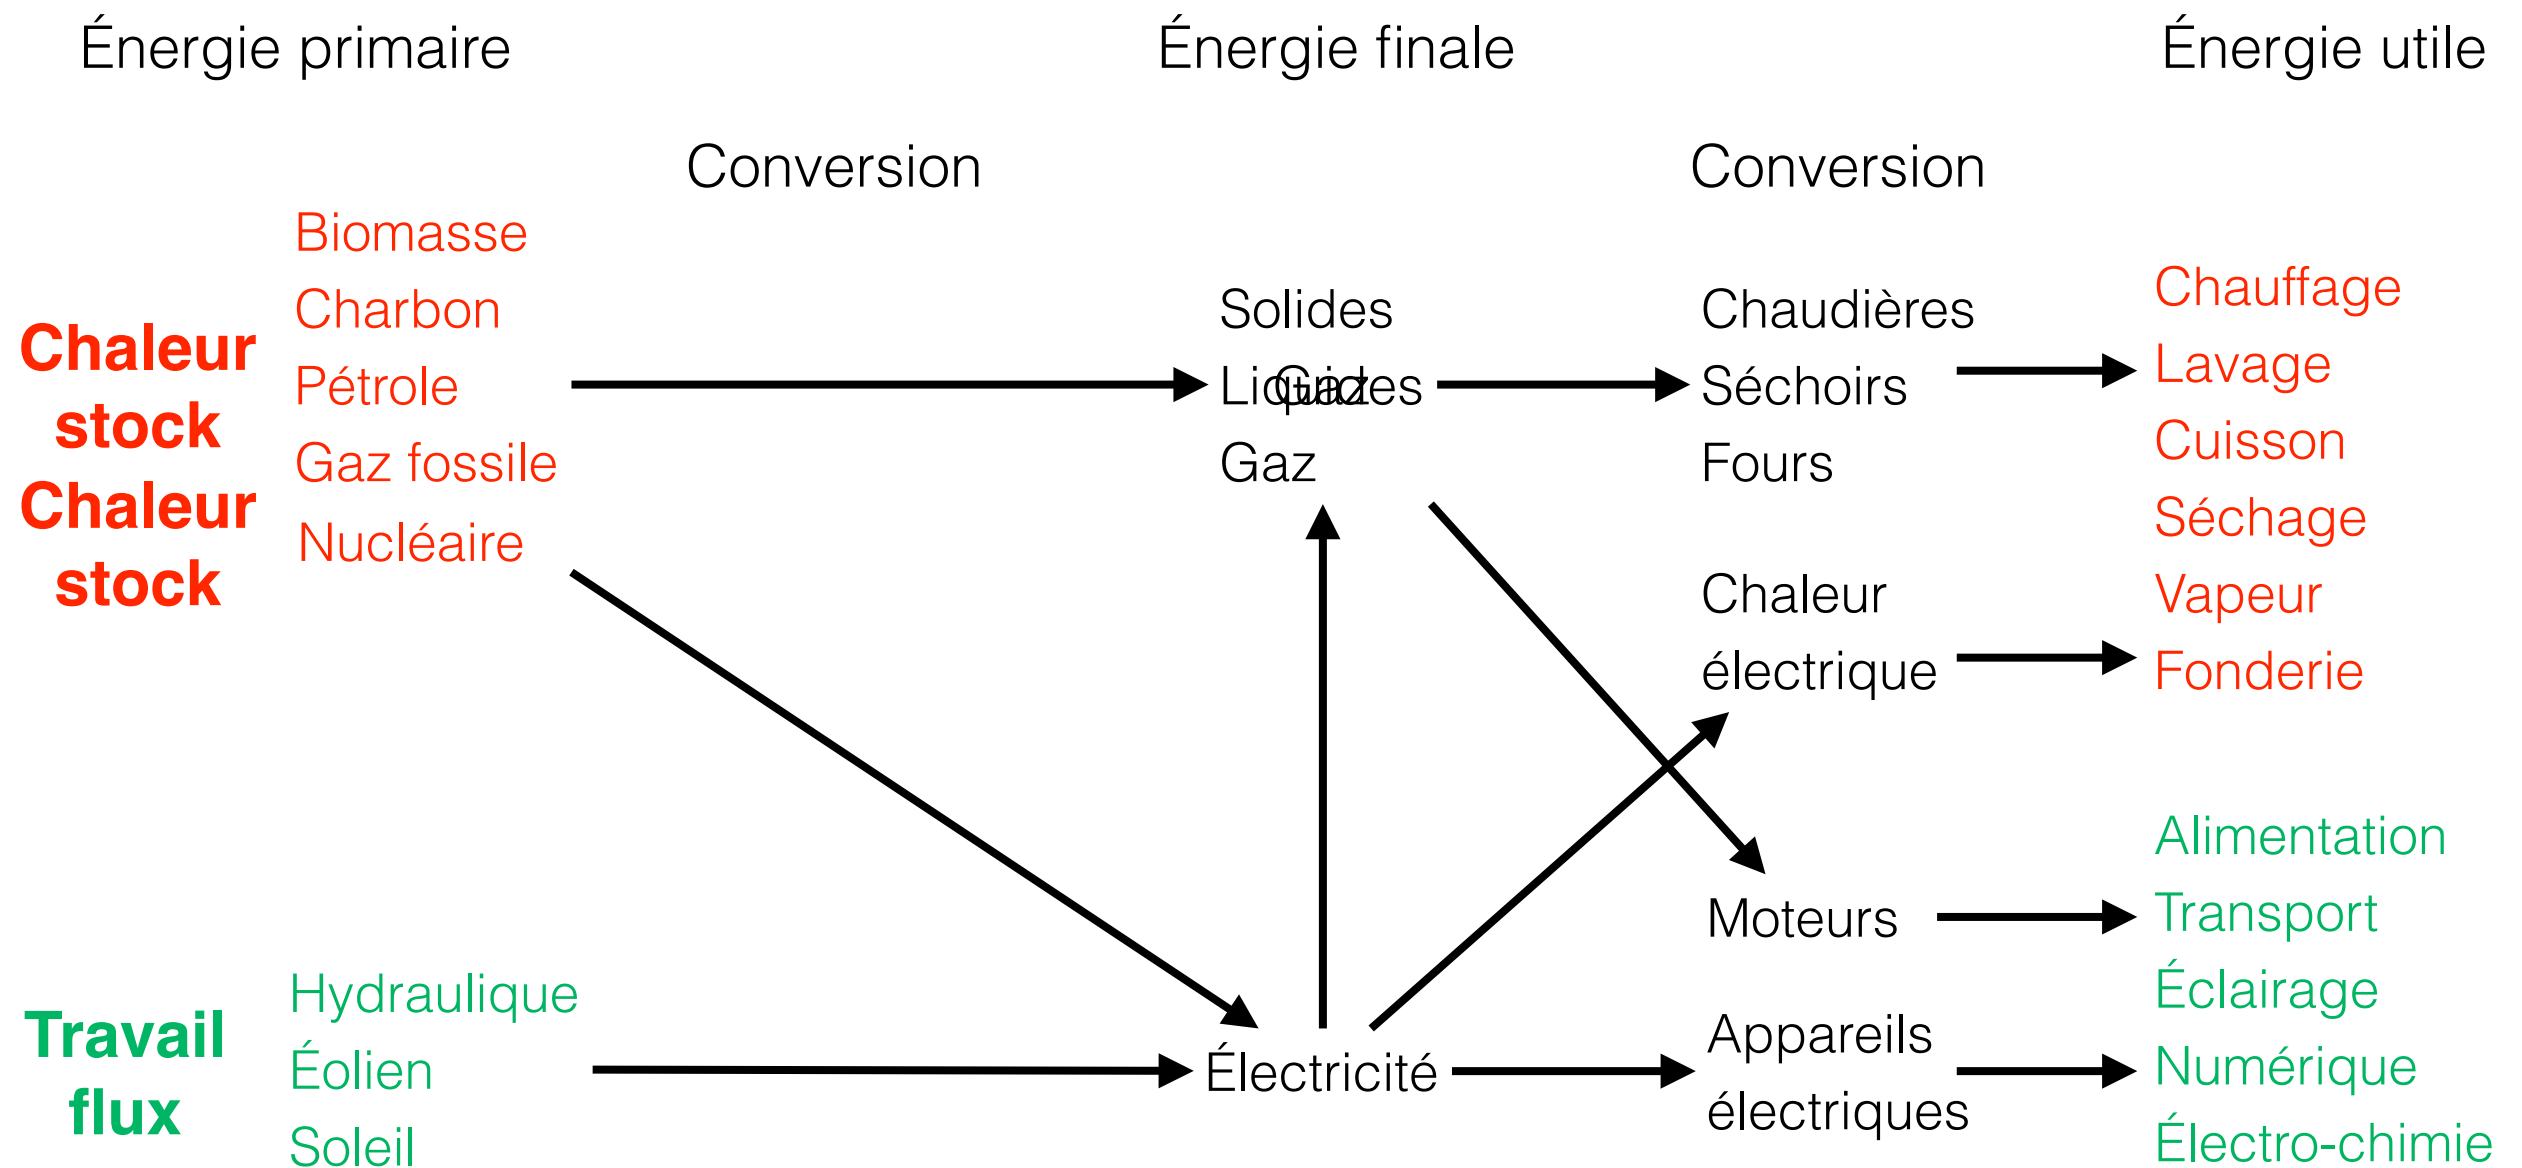 Énergie primaire
Énergie finale
Énergie utile
Conversion
Conversion
Chaleur
stock
Chaleur
stock
Biomasse
Charbon
Pétrole
Gaz fossile
Nucléaire
Travail
flux
Hydraulique
Éolien
Soleil
Solides
Liquides
Gaz
Gaz
Électricité
Chaudières
Séchoirs
Fours
Chaleur
électrique
Moteurs
Appareils
électriques
Chauffage
Lavage
Cuisson
Séchage
Vapeur
Fonderie
Alimentation
Transport
Éclairage
Numérique
Électro-chimie